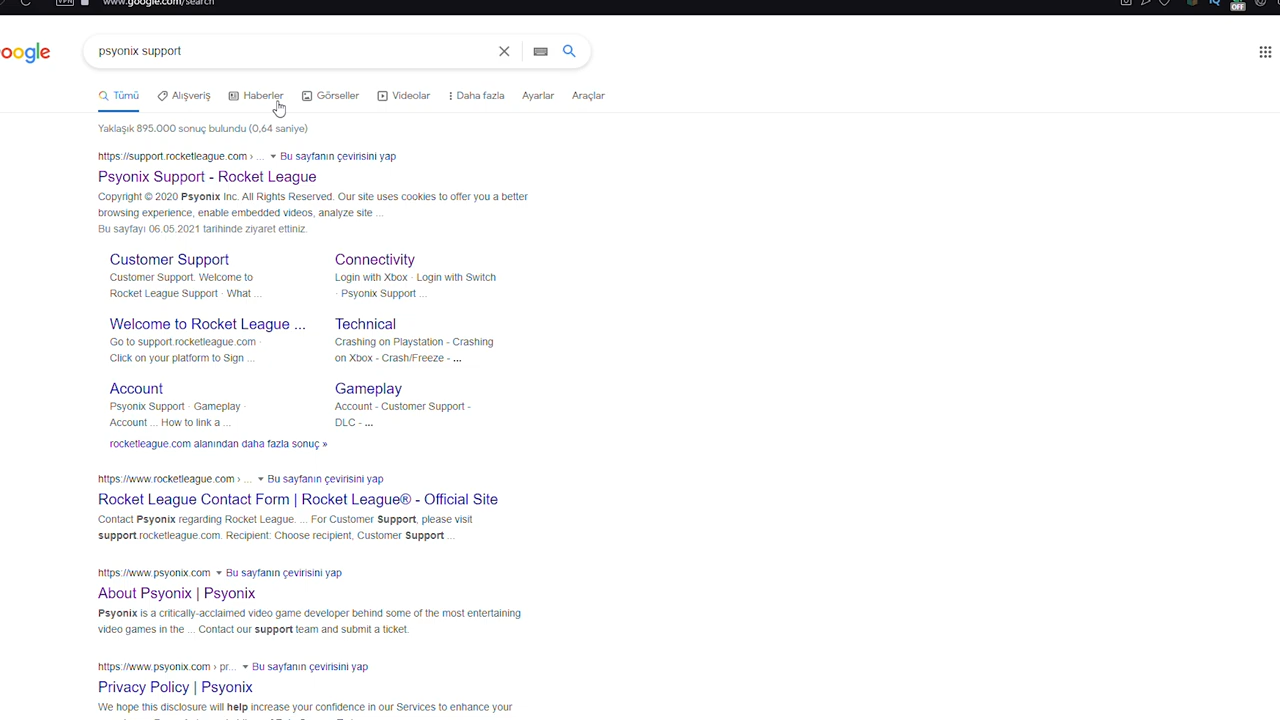 VPN www.google.com/search
OFF
oogle psyonix support
Tümü Alışveriş Haberler Görseller Videolar Daha fazla Ayarlar Araçlar
Yaklaşık 895.000 sonuç bulundu (0,64 saniye)
https://support.rocketleague.com › ... Bu sayfanın çevirisini yap
Psyonix Support - Rocket League
Copyright © 2020 Psyonix Inc. All Rights Reserved. Our site uses cookies to offer you a better
browsing experience, enable embedded videos, analyze site ...
Bu sayfayı 06.05.2021 tarihinde ziyaret ettiniz.
Customer Support
Customer Support. Welcome to
Rocket League Support · What ...
Connectivity
Login with Xbox · Login with Switch
· Psyonix Support ...
Welcome to Rocket League ...
Go to support.rocketleague.com ·
Click on your platform to Sign ...
Technical
Crashing on Playstation - Crashing
on Xbox - Crash/Freeze - ...
Account
Psyonix Support · Gameplay ·
Account ... How to link a ...
Gameplay
Account - Customer Support -
DLC - ...
rocketleague.com alanından daha fazla sonuç »
https://www.rocketleague.com › ... Bu sayfanın çevirisini yap
Rocket League Contact Form | Rocket League® - Official Site
Contact Psyonix regarding Rocket League. ... For Customer Support, please visit
support.rocketleague.com. Recipient: Choose recipient, Customer Support ...
https://www.psyonix.com Bu sayfanın çevirisini yap
About Psyonix | Psyonix
Psyonix is a critically-acclaimed video game developer behind some of the most entertaining
video games in the ... Contact our support team and submit a ticket.
https://www.psyonix.com › pr... Bu sayfanın çevirisini yap
Privacy Policy | Psyonix
We hope this disclosure will help increase your confidence in our Services to enhance your